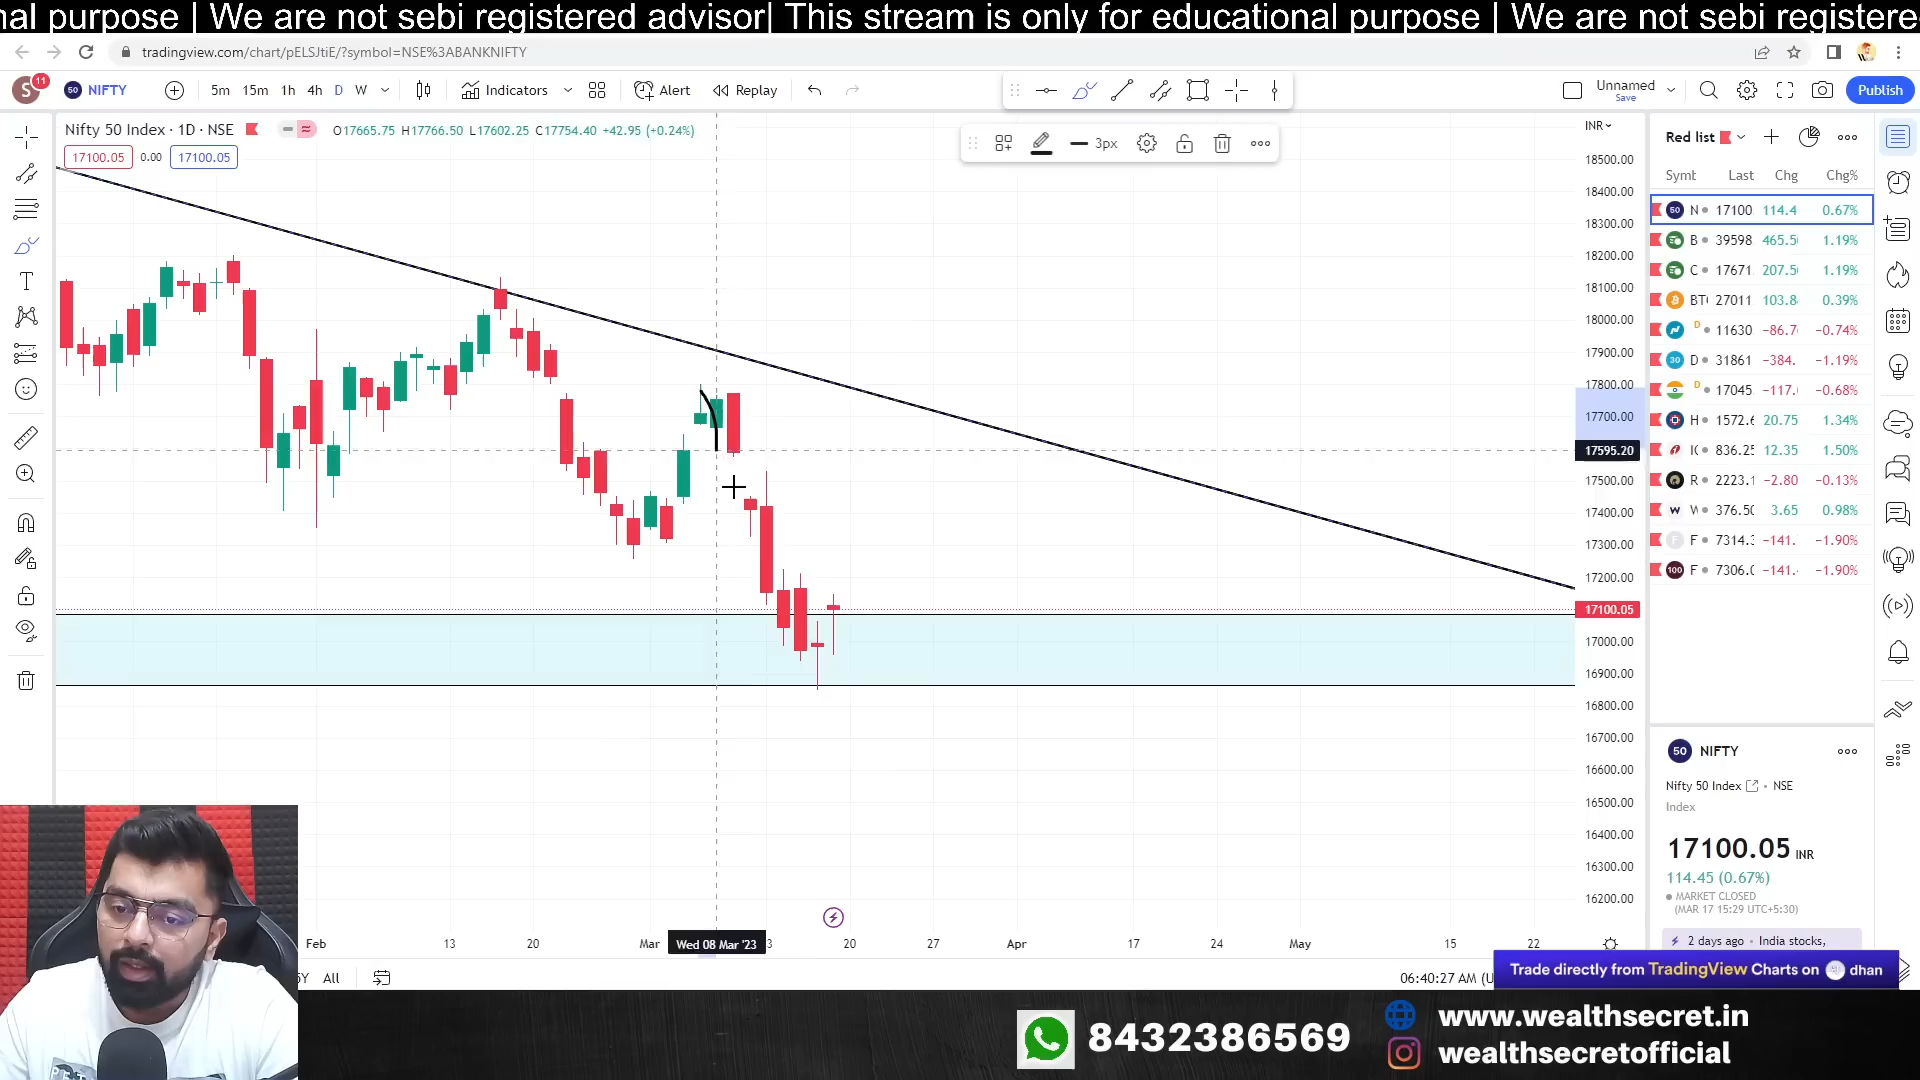 nal purpose | We are not sebi registered advisor| This stream is only for educational purpose | We are not sebi registere
tradingview.com/chart/pELSJtiE/?symbol=NSE%3ABANKNIFTY
S 11 50 NIFTY 5m 15m 1h 4h D W Indicators Alert Replay Unnamed Save Publish
Nifty 50 Index · 1D · NSE O17665.75 H17766.50 L17602.25 C17754.40 +42.95 (+0.24%)
17100.05 0.00 17100.05
3px
INR
18500.00
18400.00
18300.00
18200.00
18100.00
18000.00
17900.00
17800.00
17700.00
17595.20
17500.00
17400.00
17300.00
17200.00
17100.05
17000.00
16900.00
16800.00
16700.00
16600.00
16500.00
16400.00
16300.00
16200.00
Feb 13 20 Mar Wed 08 Mar '23 3 20 27 Apr 17 24 May 15 22
5Y All
06:40:27 AM (U
Red list
Symt Last Chg Chg%
50 N 17100 114.4 0.67%
B 39598 465.5 1.19%
C 17671 207.5 1.19%
BT 27011 103.8 0.39%
D 11630 −86.7 −0.74%
30 D 31861 −384. −1.19%
D 17045 −117. −0.68%
H 1572.6 20.75 1.34%
IC 836.25 12.35 1.50%
R 2223.1 −2.80 −0.13%
W 376.50 3.65 0.98%
F F 7314.3 −141. −1.90%
100 F 7306.0 −141. −1.90%
50 NIFTY
Nifty 50 Index · NSE
Index
17100.05 INR
114.45 (0.67%)
MARKET CLOSED
(MAR 17 15:29 UTC+5:30)
2 days ago · India stocks,
Trade directly from TradingView Charts on dhan
8432386569
www.wealthsecret.in
wealthsecretofficial